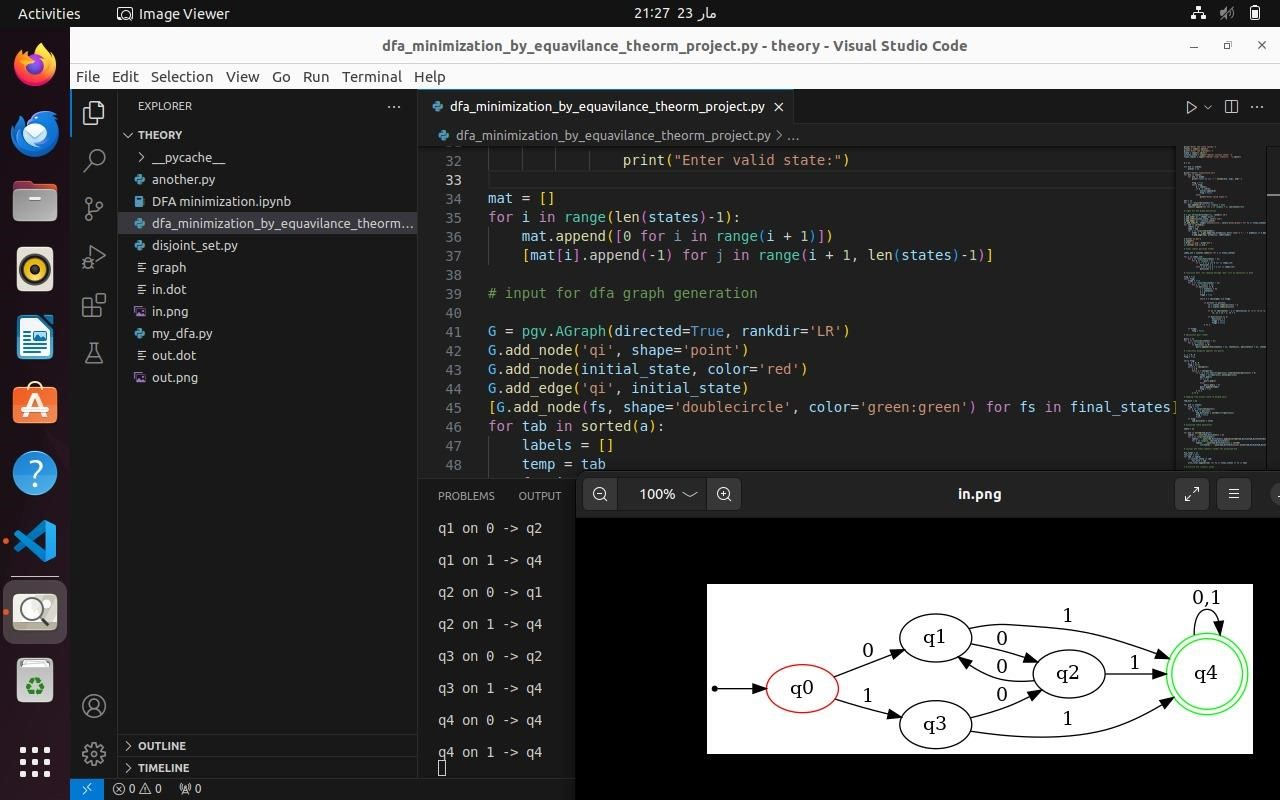 Activities
Image Viewer
21:27 23 مار
dfa_minimization_by_equavilance_theorm_project.py - theory - Visual Studio Code
File Edit Selection View Go Run Terminal Help
EXPLORER
THEORY
__pycache__
another.py
DFA minimization.ipynb
dfa_minimization_by_equavilance_theorm...
disjoint_set.py
graph
in.dot
in.png
my_dfa.py
out.dot
out.png
OUTLINE
TIMELINE
0 0 0
dfa_minimization_by_equavilance_theorm_project.py
dfa_minimization_by_equavilance_theorm_project.py > ...
32 print("Enter valid state:")
33
34 mat = []
35 for i in range(len(states)-1):
36 mat.append([0 for i in range(i + 1)])
37 [mat[i].append(-1) for j in range(i + 1, len(states)-1)]
38
39 # input for dfa graph generation
40
41 G = pgv.AGraph(directed=True, rankdir='LR')
42 G.add_node('qi', shape='point')
43 G.add_node(initial_state, color='red')
44 G.add_edge('qi', initial_state)
45 [G.add_node(fs, shape='doublecircle', color='green:green') for fs in final_states]
46 for tab in sorted(a):
47 labels = []
48 temp = tab
PROBLEMS OUTPUT
q1 on 0 -> q2
q1 on 1 -> q4
q2 on 0 -> q1
q2 on 1 -> q4
q3 on 0 -> q2
q3 on 1 -> q4
q4 on 0 -> q4
q4 on 1 -> q4
100%
in.png
0,1
1
q1
0
0
0
1
q0
q2
q4
1
0
q3
1